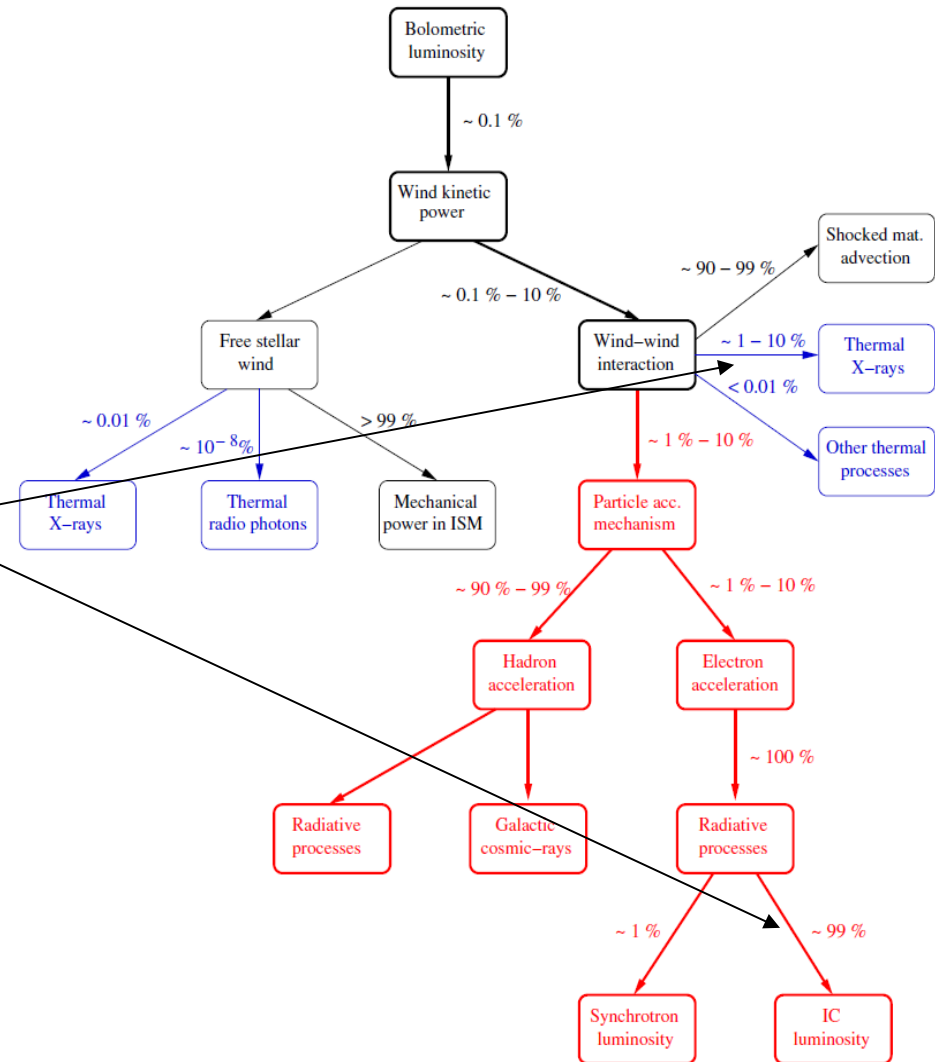 Bolometric
luminosity
~ 0.1 %
Wind kinetic
power
~ 0.1 % – 10 %
Shocked mat.
advection
~ 90 – 99 %
Free stellar
wind
Wind–wind
interaction
~ 1 – 10 %
Thermal
X–rays
< 0.01 %
~ 0.01 %
~ 10⁻⁸%
> 99 %
~ 1 % – 10 %
Other thermal
processes
Thermal
X–rays
Thermal
radio photons
Mechanical
power in ISM
Particle acc.
mechanism
~ 90 % – 99 %
~ 1 % – 10 %
Hadron
acceleration
Electron
acceleration
~ 100 %
Radiative
processes
Galactic
cosmic–rays
Radiative
processes
~ 1 %
~ 99 %
Synchrotron
luminosity
IC
luminosity